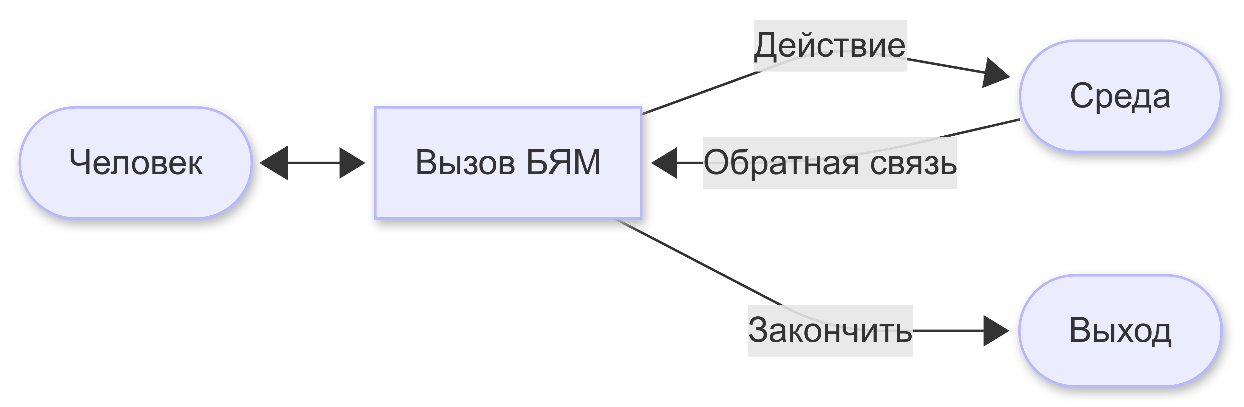 Действие
Среда
Человек
Вызов БЯМ
Обратная связь
Закончить
Выход